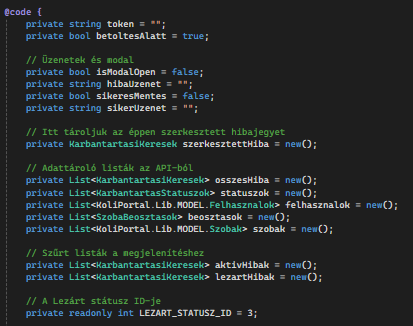 @code {
private string token = "";
private bool betoltesAlatt = true;
// Üzenetek és modal
private bool isModalOpen = false;
private string hibaUzenet = "";
private bool sikeresMentes = false;
private string sikerUzenet = "";
// Itt tároljuk az éppen szerkesztett hibajegyet
private KarbantartasiKeresek szerkesztettHiba = new();
// Adattároló listák az API-ból
private List<KarbantartasiKeresek> osszesHiba = new();
private List<KarbantartasStatuszok> statuszok = new();
private List<KoliPortal.Lib.MODEL.Felhasznalok> felhasznalok = new();
private List<SzobaBeosztasok> beosztasok = new();
private List<KoliPortal.Lib.MODEL.Szobak> szobak = new();
// Szűrt listák a megjelenítéshez
private List<KarbantartasiKeresek> aktivHibak = new();
private List<KarbantartasiKeresek> lezartHibak = new();
// A Lezárt státusz ID-je
private readonly int LEZART_STATUSZ_ID = 3;